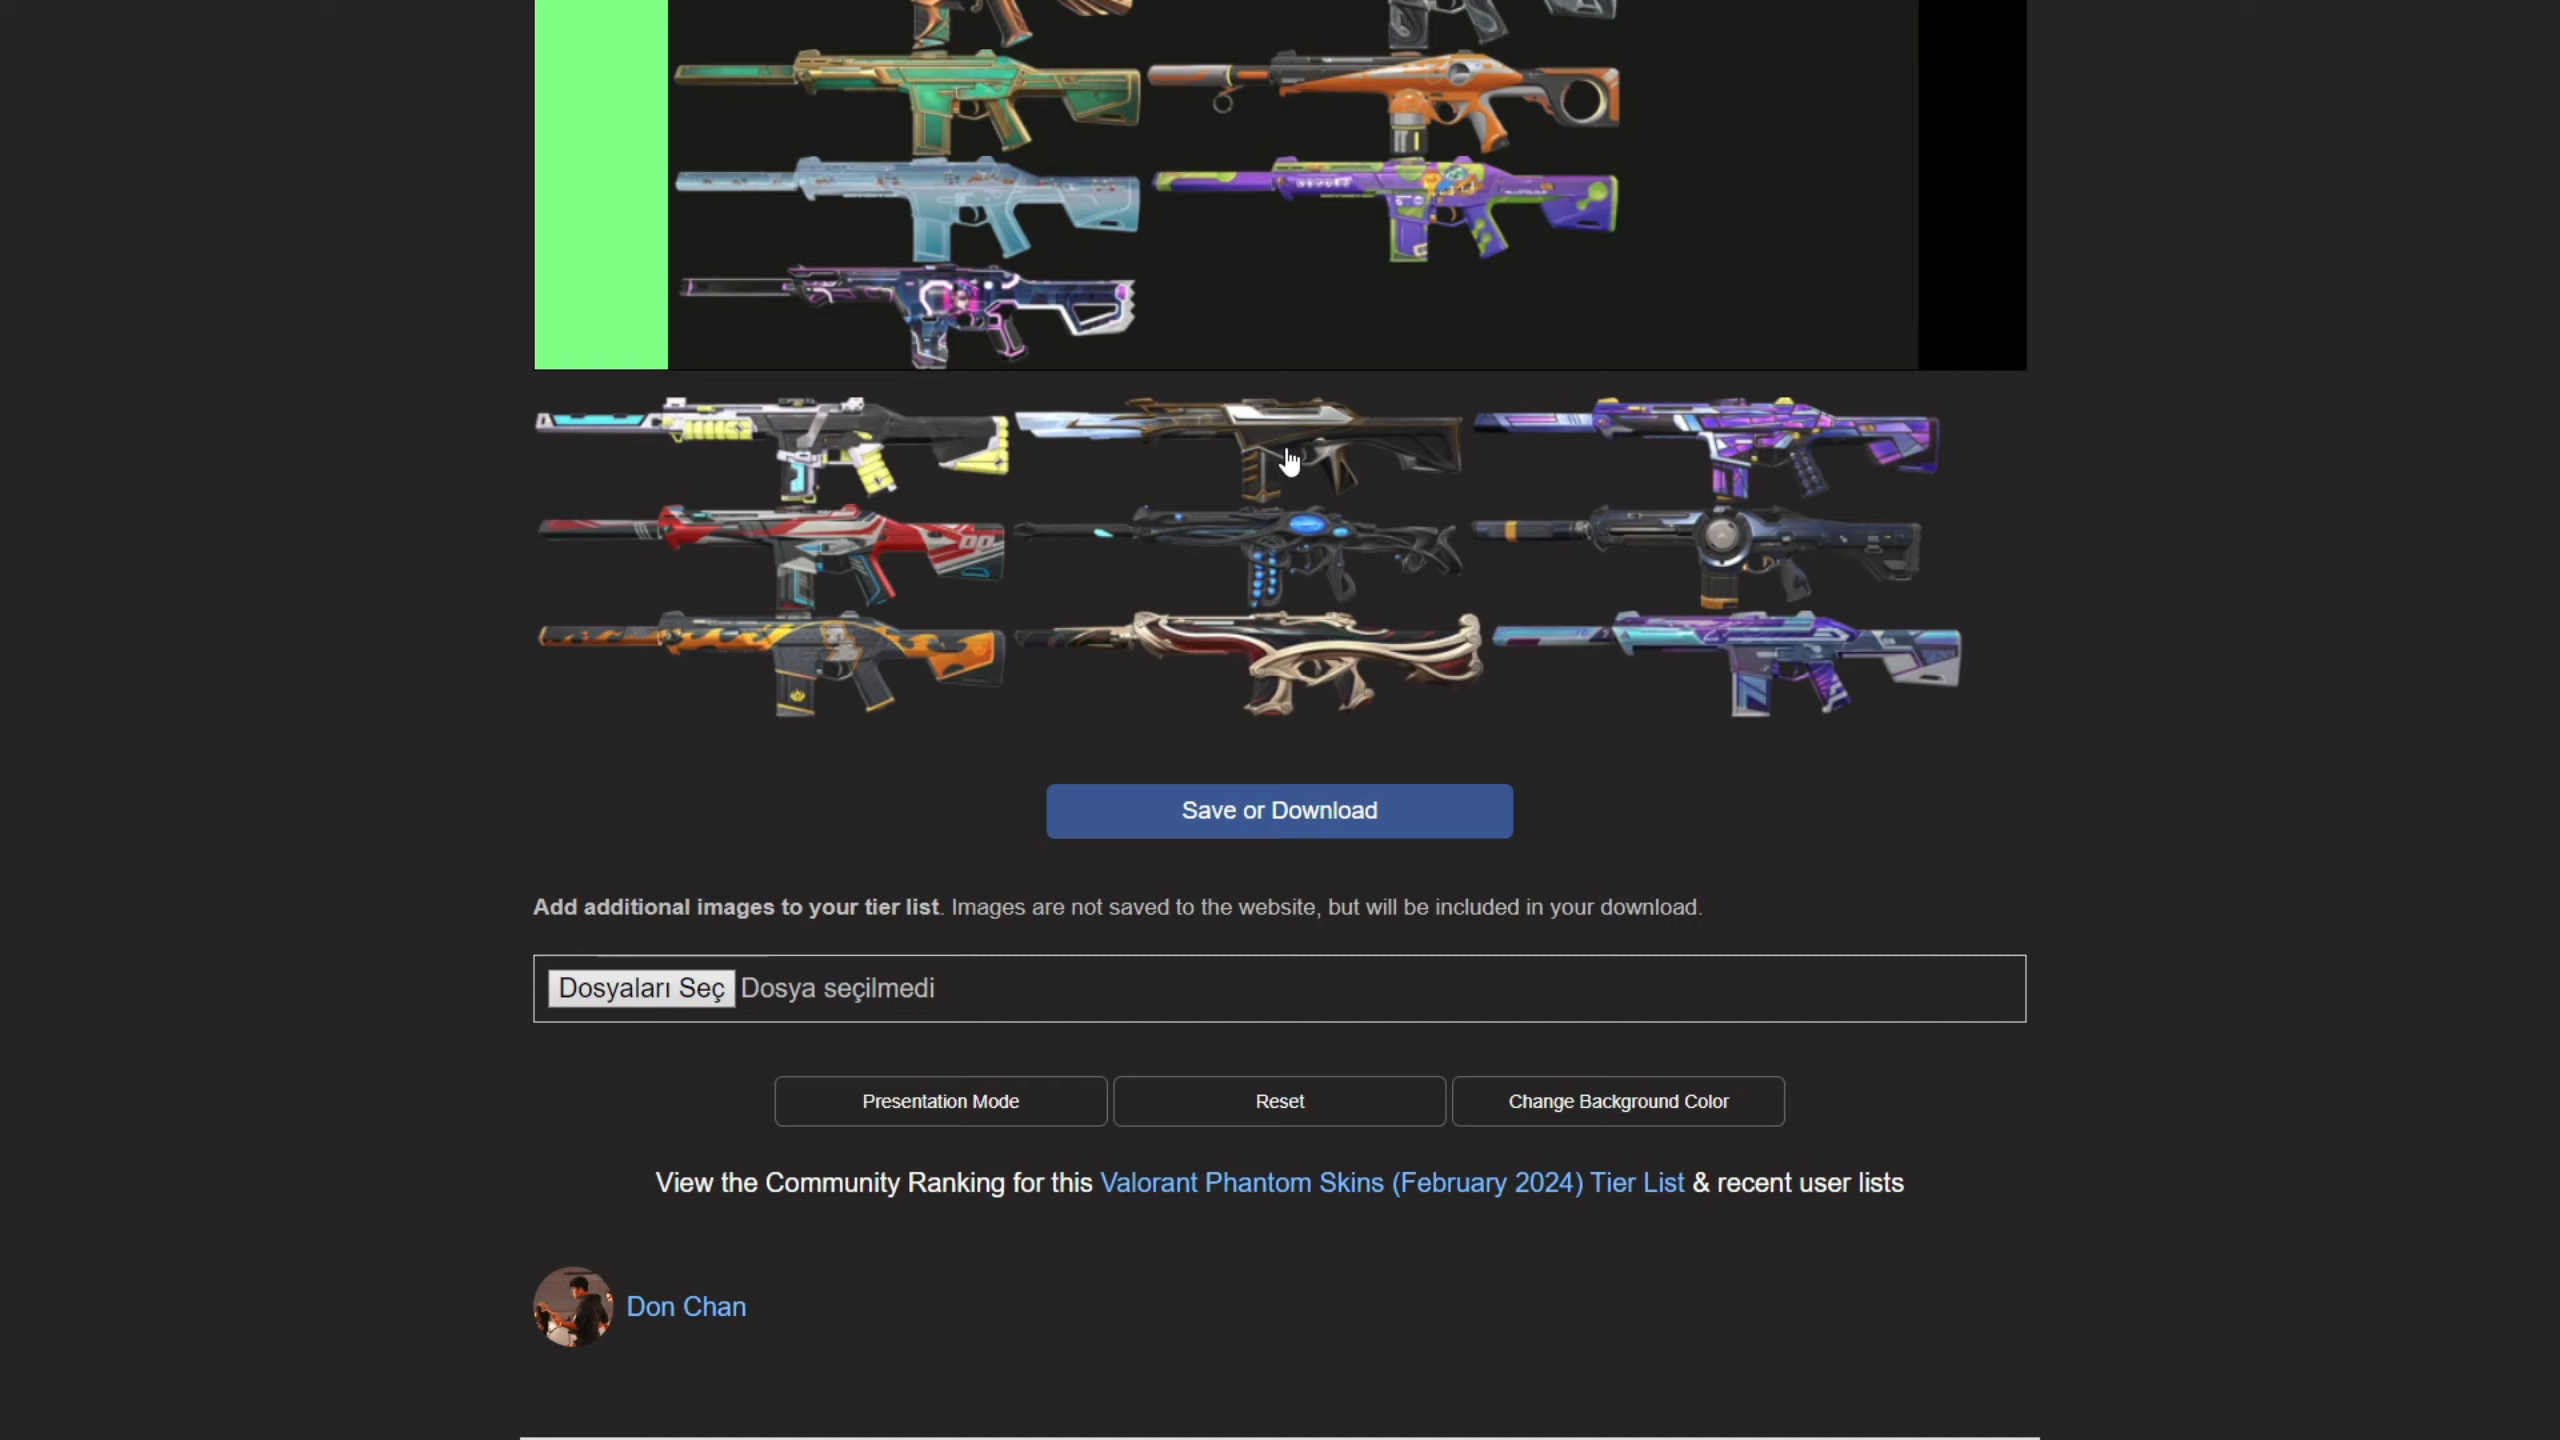 Save or Download
Add additional images to your tier list. Images are not saved to the website, but will be included in your download.
Dosyaları Seç Dosya seçilmedi
Presentation Mode
Reset
Change Background Color
View the Community Ranking for this Valorant Phantom Skins (February 2024) Tier List & recent user lists
Don Chan